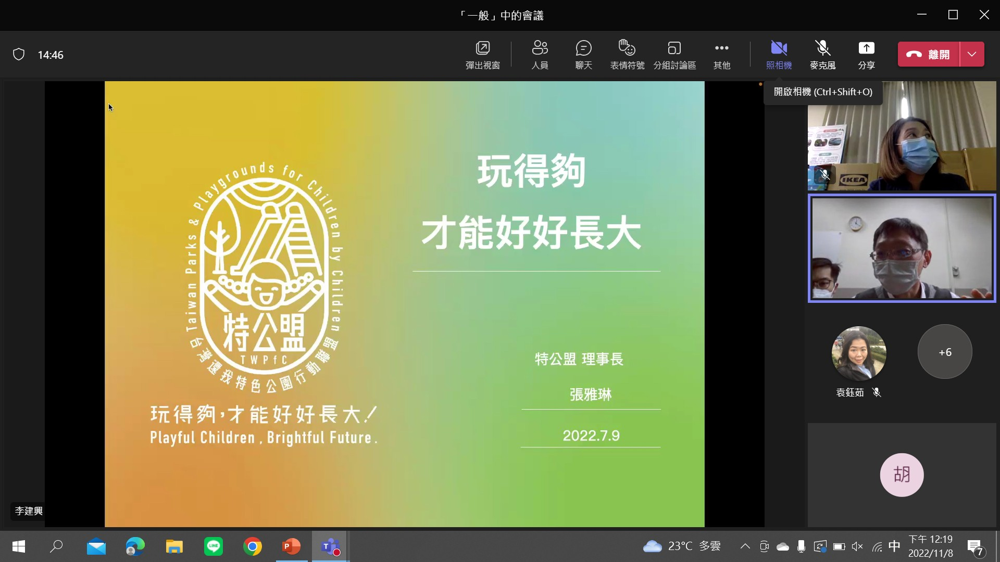 「一般」中的會議
14:46
彈出視窗
人員
聊天
表情符號
分組討論區
其他
照相機
麥克風
分享
離開
開啟相機 (Ctrl+Shift+O)
玩得夠
才能好好長大
Taiwan Parks & Playgrounds for Children by Children
特公盟
TWPfC
台灣還我特色公園行動聯盟
玩得夠,才能好好長大!
Playful Children, Brightful Future.
特公盟 理事長
張雅琳
2022.7.9
IKEA
袁鈺茹
+6
胡
李建興
LINE
P
T
23°C 多雲
中
下午 12:19
2022/11/8
7